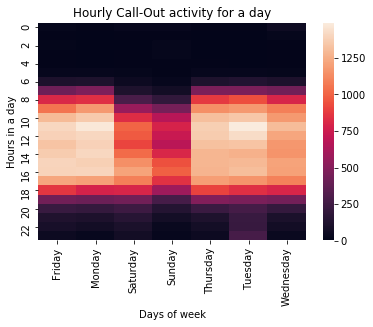 Hourly Call-Out activity for a day
Hours in a day
0
2
4
6
8
10
12
14
16
18
20
22
Friday
Monday
Saturday
Sunday
Thursday
Tuesday
Wednesday
Days of week
1250
1000
750
500
250
0